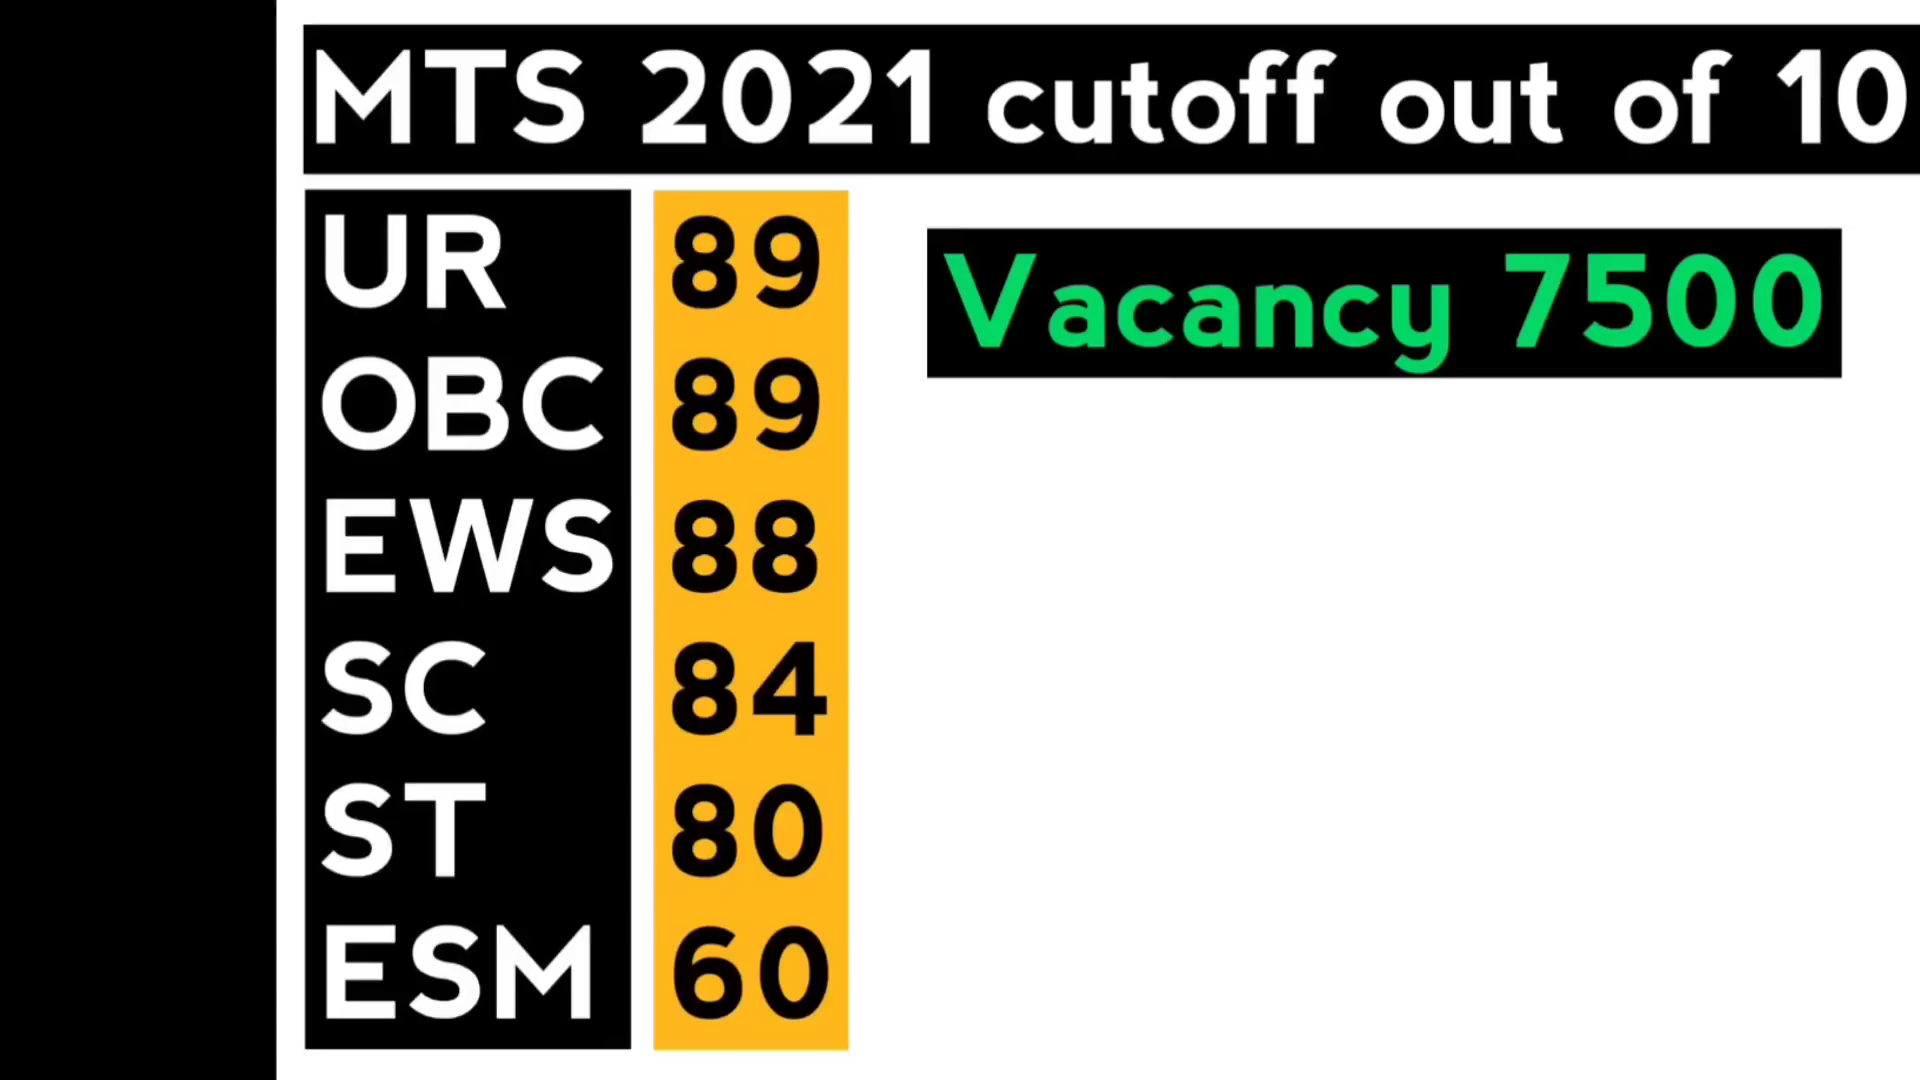 MTS 2021 cutoff out of 10
UR 89
Vacancy 7500
OBC 89
EWS 88
SC 84
ST 80
ESM 60